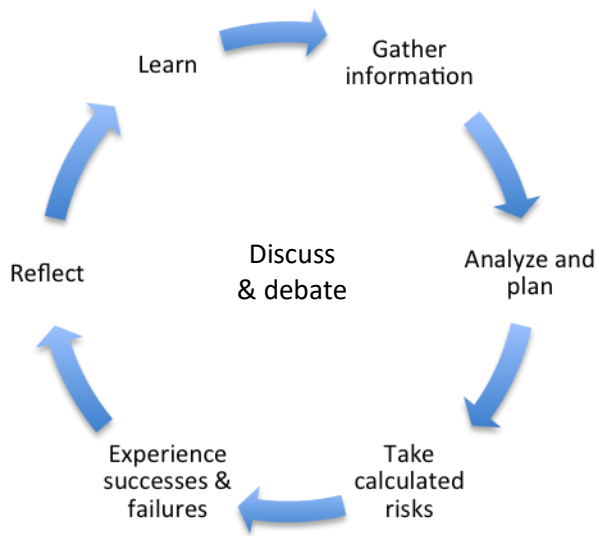 Learn
Gather
information
Analyze and
plan
Take
calculated
risks
Experience
successes &
failures
Reflect
Discuss
& debate